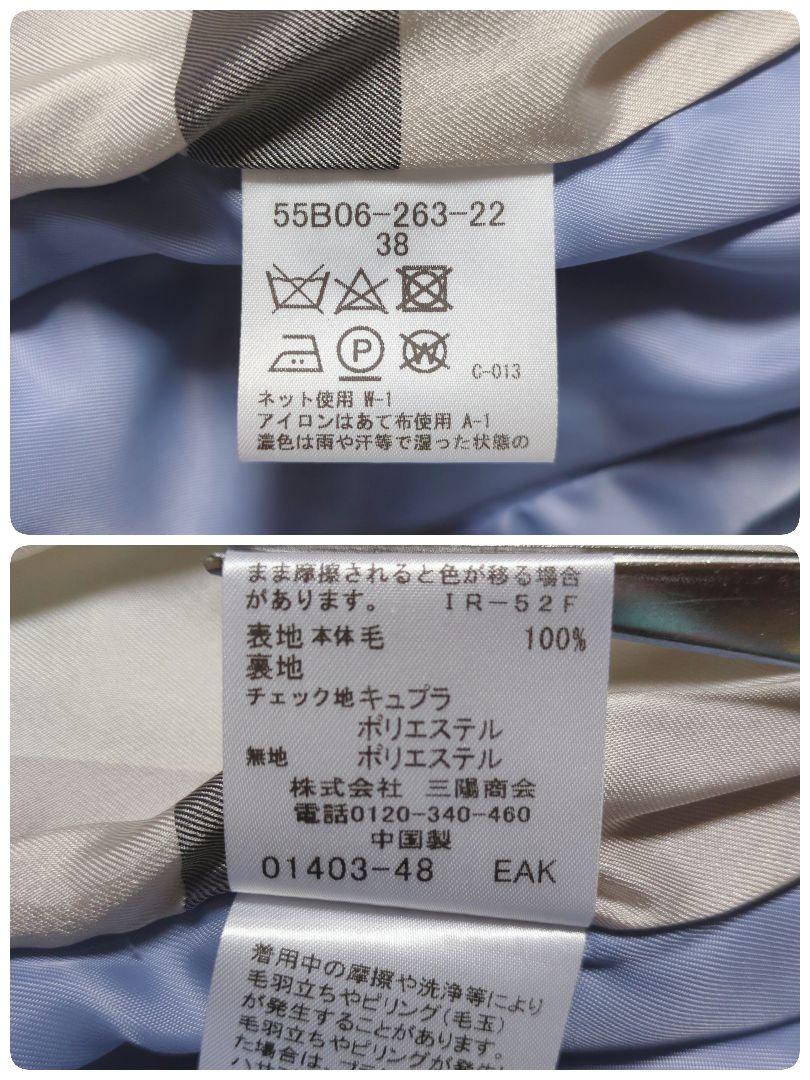 55B06-263-22
38
P
W
C-013
ネット使用 W-1
アイロンはあて布使用 A-1
濃色は雨や汗等で湿った状態の
まま摩擦されると色が移る場合
があります。 IR-52F
表地 本体 毛 100%
裏地
チェック地 キュプラ
ポリエステル
無地 ポリエステル
株式会社 三陽商会
電話0120-340-460
中国製
01403-48 EAK
着用中の摩擦や洗浄等により
毛羽立ちやピリング(毛玉)
が発生することがあります。
毛羽立ちやピリングが発生し
た場合は、ブラ